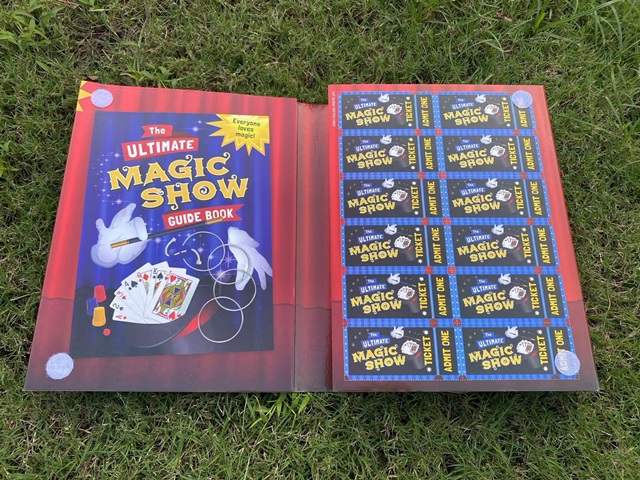 The
ULTIMATE
MAGIC
SHOW
GUIDE BOOK
Everyone
loves
magic!
The
ULTIMATE
MAGIC
SHOW
TICKET
ADMIT ONE
The
ULTIMATE
MAGIC
SHOW
TICKET
ADMIT ONE
The
ULTIMATE
MAGIC
SHOW
TICKET
ADMIT ONE
The
ULTIMATE
MAGIC
SHOW
TICKET
ADMIT ONE
The
ULTIMATE
MAGIC
SHOW
TICKET
ADMIT ONE
The
ULTIMATE
MAGIC
SHOW
TICKET
ADMIT ONE
The
ULTIMATE
MAGIC
SHOW
TICKET
ADMIT ONE
The
ULTIMATE
MAGIC
SHOW
TICKET
ADMIT ONE
The
ULTIMATE
MAGIC
SHOW
TICKET
ADMIT ONE
The
ULTIMATE
MAGIC
SHOW
TICKET
ADMIT ONE
The
ULTIMATE
MAGIC
SHOW
TICKET
ADMIT ONE
The
ULTIMATE
MAGIC
SHOW
TICKET
ADMIT ONE